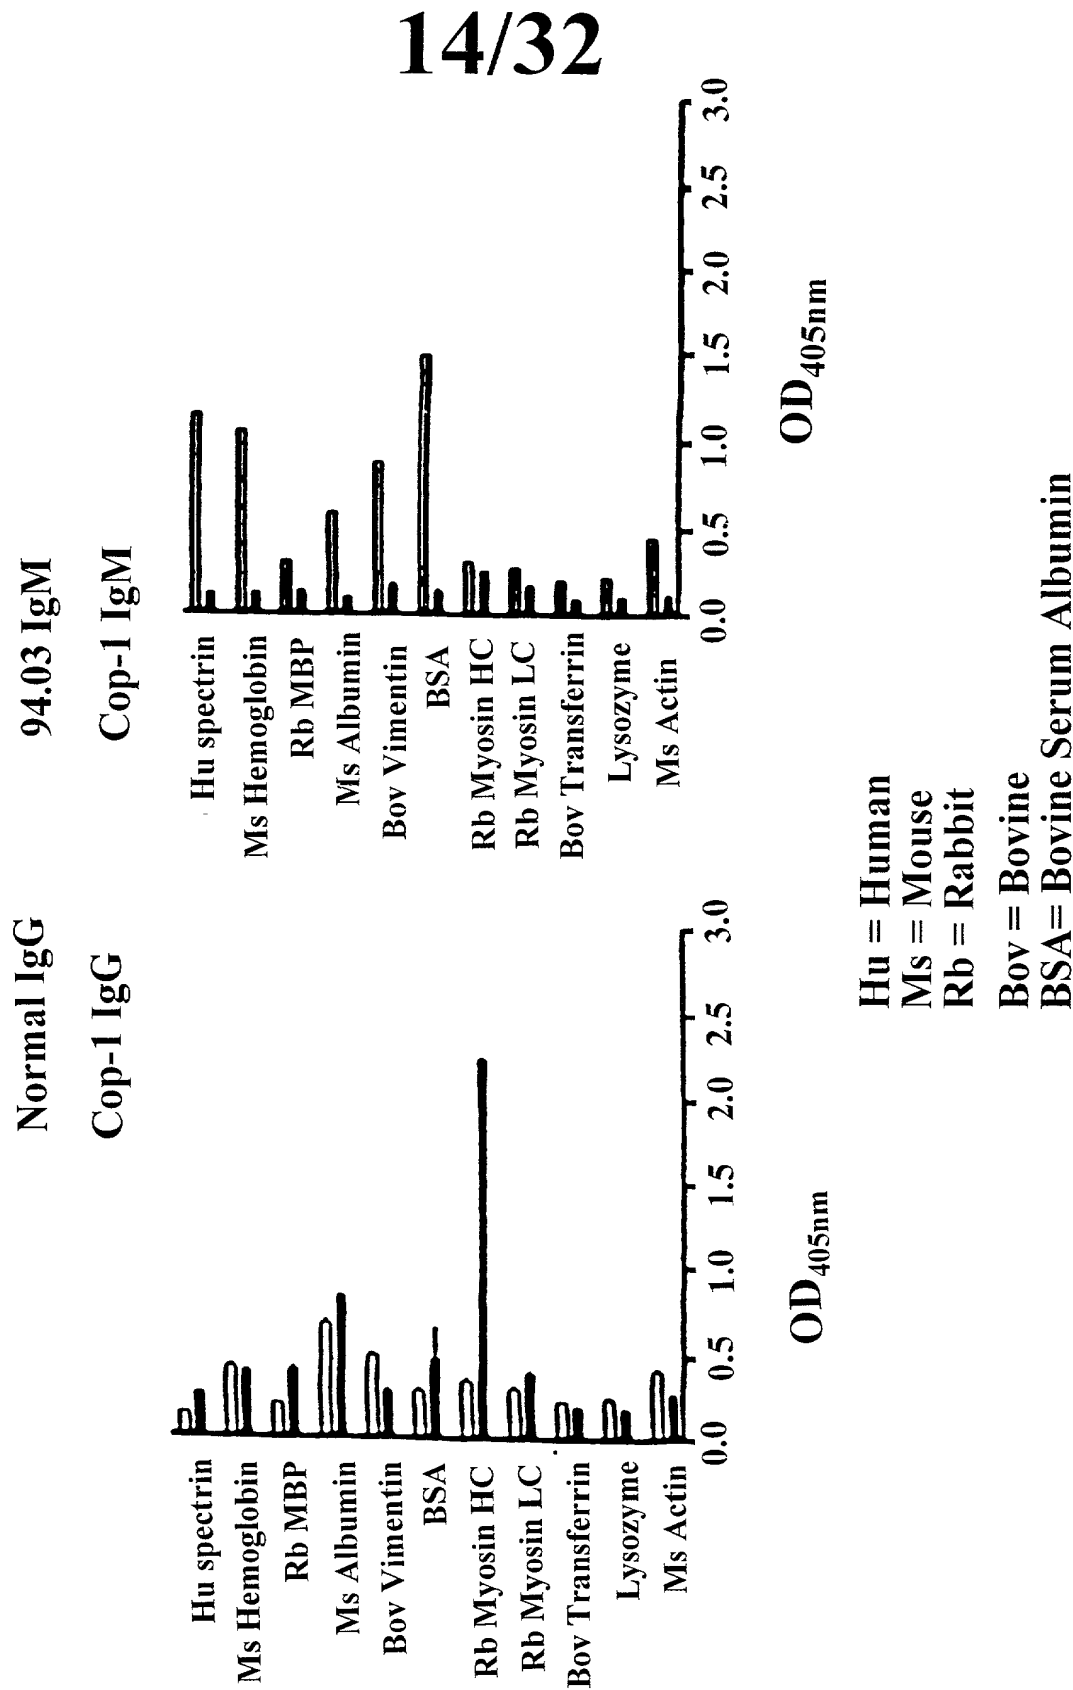 14/32
Normal IgG
Cop-1 IgG
Hu spectrin
Ms Hemoglobin
Rb MBP
Ms Albumin
Bov Vimentin
BSA
Rb Myosin HC
Rb Myosin LC
Bov Transferrin
Lysozyme
Ms Actin
0.0 0.5 1.0 1.5 2.0 2.5 3.0
OD405nm
94.03 IgM
Cop-1 IgM
Hu spectrin
Ms Hemoglobin
Rb MBP
Ms Albumin
Bov Vimentin
BSA
Rb Myosin HC
Rb Myosin LC
Bov Transferrin
Lysozyme
Ms Actin
0.0 0.5 1.0 1.5 2.0 2.5 3.0
OD405nm
Hu = Human
Ms = Mouse
Rb = Rabbit
Bov = Bovine
BSA= Bovine Serum Albumin